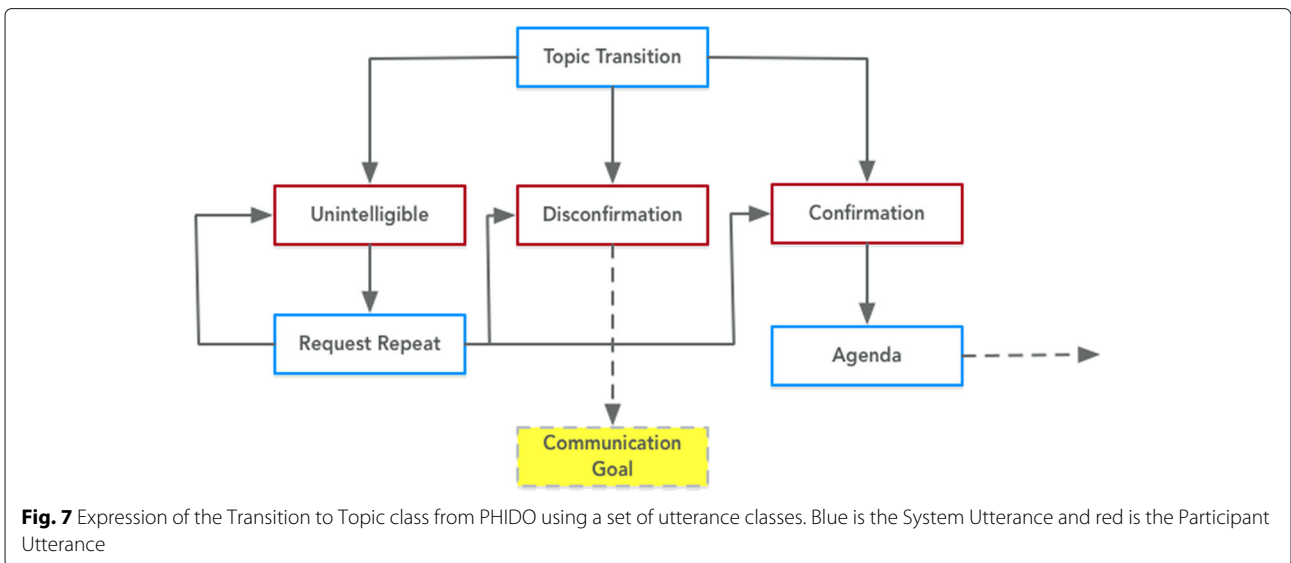 Topic Transition
Unintelligible
Disconfirmation
Confirmation
Request Repeat
Agenda
Communication
Goal
Fig. 7 Expression of the Transition to Topic class from PHIDO using a set of utterance classes. Blue is the System Utterance and red is the Participant
Utterance